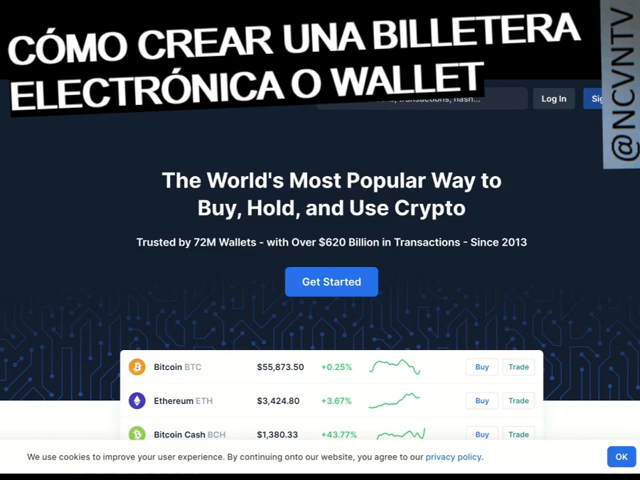 CÓMO CREAR UNA BILLETERA
ELECTRÓNICA O WALLET
@NCVNTV
transactions, hash...
Log In
The World's Most Popular Way to
Buy, Hold, and Use Crypto
Trusted by 72M Wallets - with Over $620 Billion in Transactions - Since 2013
Get Started
Bitcoin BTC $55,873.50 +0.25% Buy Trade
Ethereum ETH $3,424.80 +3.67% Buy Trade
Bitcoin Cash BCH $1,380.33 +43.77% Buy Trade
We use cookies to improve your user experience. By continuing onto our website, you agree to our privacy policy. OK